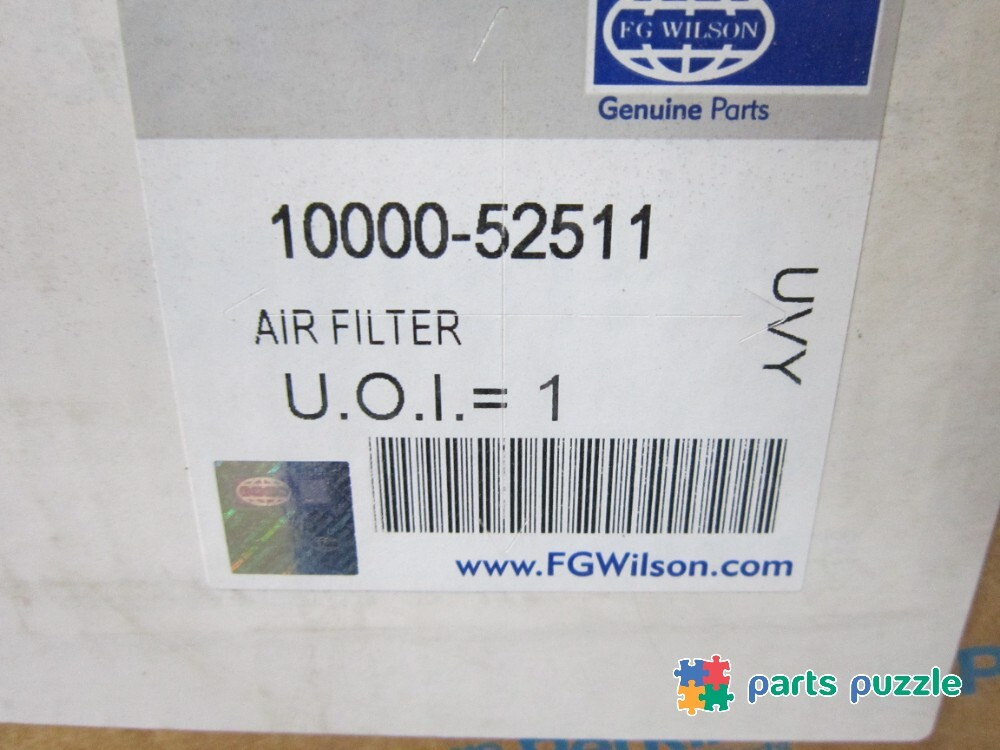 FG WILSON
Genuine Parts
10000-52511
UVY
AIR FILTER
U.O.I.= 1
www.FGWilson.com
parts puzzle